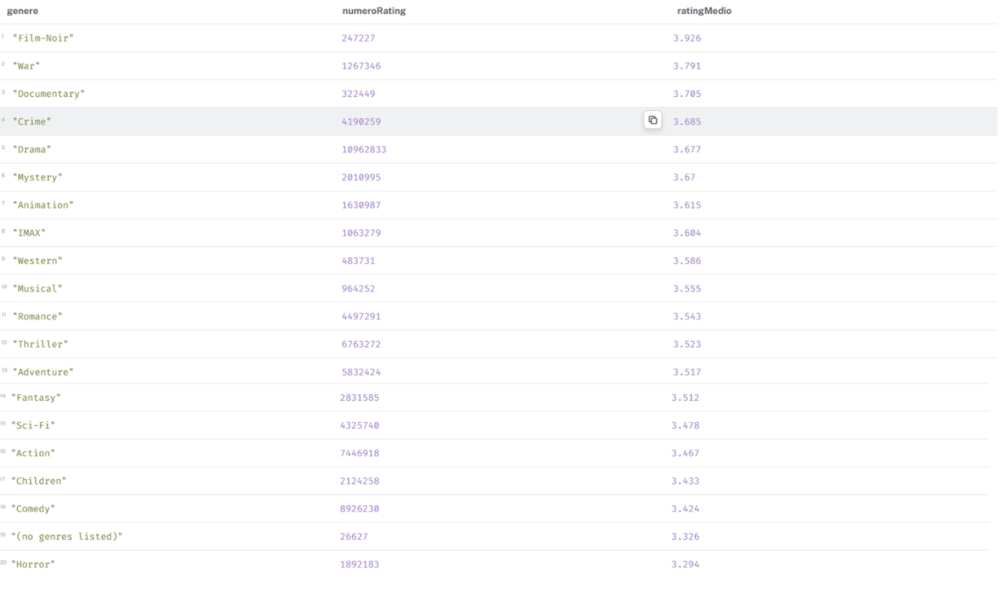 genere numeroRating ratingMedio
1 "Film-Noir" 247227 3.926
2 "War" 1267346 3.791
3 "Documentary" 322449 3.705
4 "Crime" 4190259 3.685
5 "Drama" 10962833 3.677
6 "Mystery" 2010995 3.67
7 "Animation" 1630987 3.615
8 "IMAX" 1063279 3.604
9 "Western" 483731 3.586
10 "Musical" 964252 3.555
11 "Romance" 4497291 3.543
12 "Thriller" 6763272 3.523
13 "Adventure" 5832424 3.517
14 "Fantasy" 2831585 3.512
15 "Sci-Fi" 4325740 3.478
16 "Action" 7446918 3.467
17 "Children" 2124258 3.433
18 "Comedy" 8926230 3.424
19 "(no genres listed)" 26627 3.326
20 "Horror" 1892183 3.294